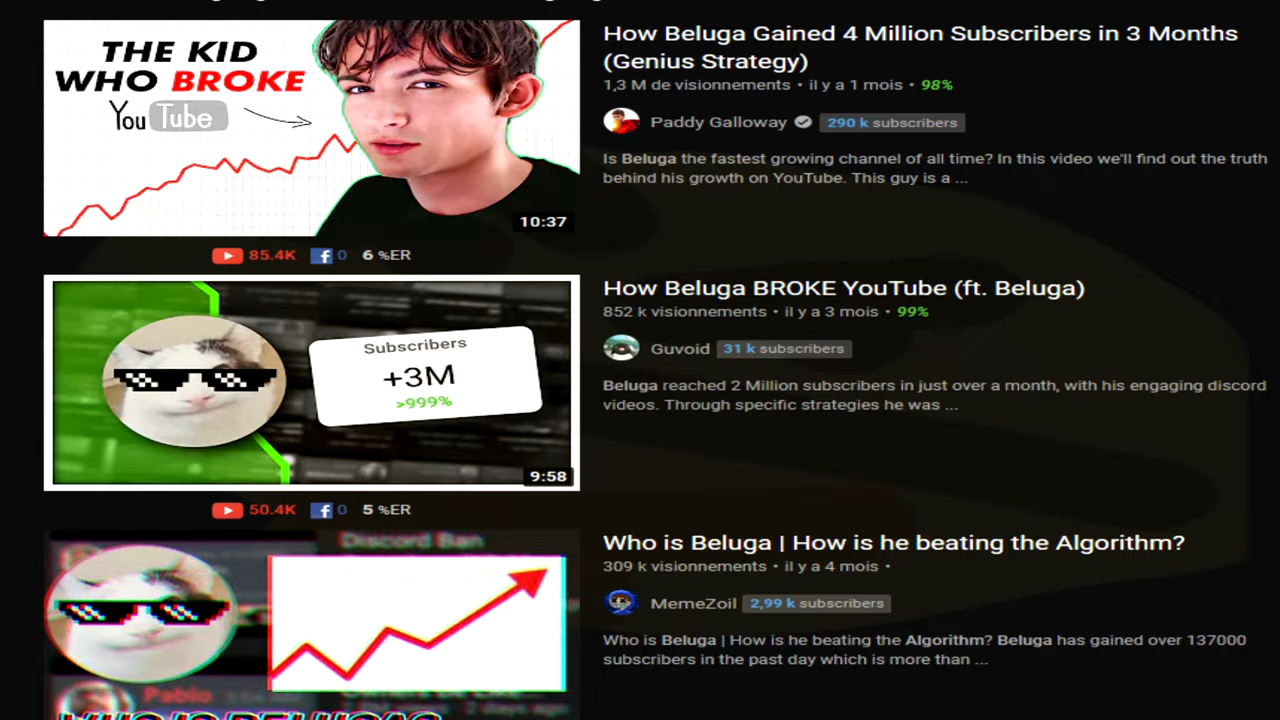 THE KID
WHO BROKE
YouTube
10:37
85.4K 0 6 %ER
How Beluga Gained 4 Million Subscribers in 3 Months
(Genius Strategy)
1,3 M de visionnements • il y a 1 mois • 98%
Paddy Galloway 290 k subscribers
Is Beluga the fastest growing channel of all time? In this video we'll find out the truth
behind his growth on YouTube. This guy is a ...
Subscribers
+3M
>999%
9:58
50.4K 0 5 %ER
How Beluga BROKE YouTube (ft. Beluga)
852 k visionnements • il y a 3 mois • 99%
Guvoid 31 k subscribers
Beluga reached 2 Million subscribers in just over a month, with his engaging discord
videos. Through specific strategies he was ...
Discord Ban
Pablo
2 days ago
Who is Beluga | How is he beating the Algorithm?
309 k visionnements • il y a 4 mois •
MemeZoil 2,99 k subscribers
Who is Beluga | How is he beating the Algorithm? Beluga has gained over 137000
subscribers in the past day which is more than ...